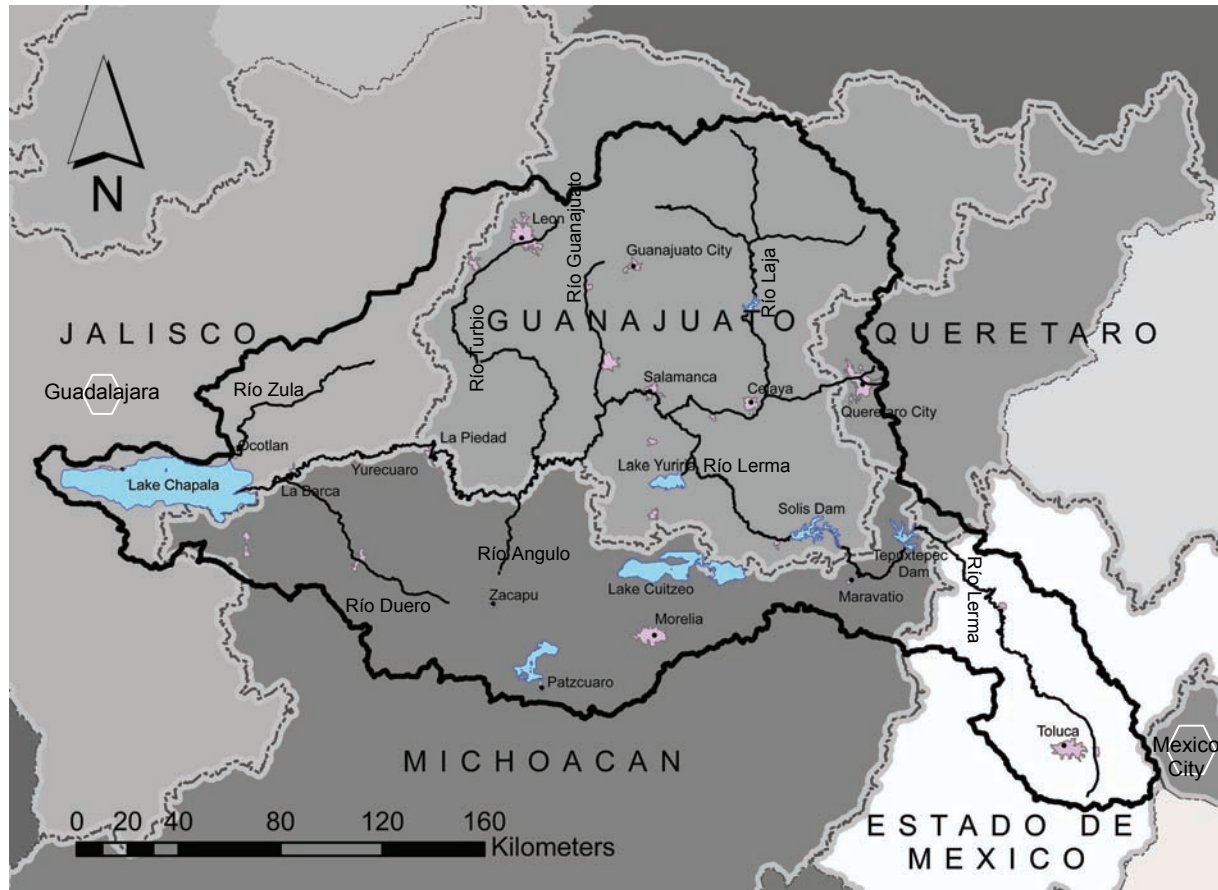 N
Leon
Río Guanajuato
Guanajuato City
Río Laja
JALISCO
GUANAJUATO
QUERETARO
Río Turbio
Guadalajara
Río Zula
Salamanca
Celaya
Queretaro City
Ocotlan
La Piedad
Yurecuaro
Lake Yuriria
Río Lerma
Lake Chapala
La Barca
Solis Dam
Río Angulo
Tepuxtepec
Dam
Río Duero
Zacapu
Lake Cuitzeo
Maravatio
Río Lerma
Morelia
Patzcuaro
Toluca
Mexico
City
MICHOACAN
0 20 40 80 120 160
Kilometers
ESTADO DE
MEXICO